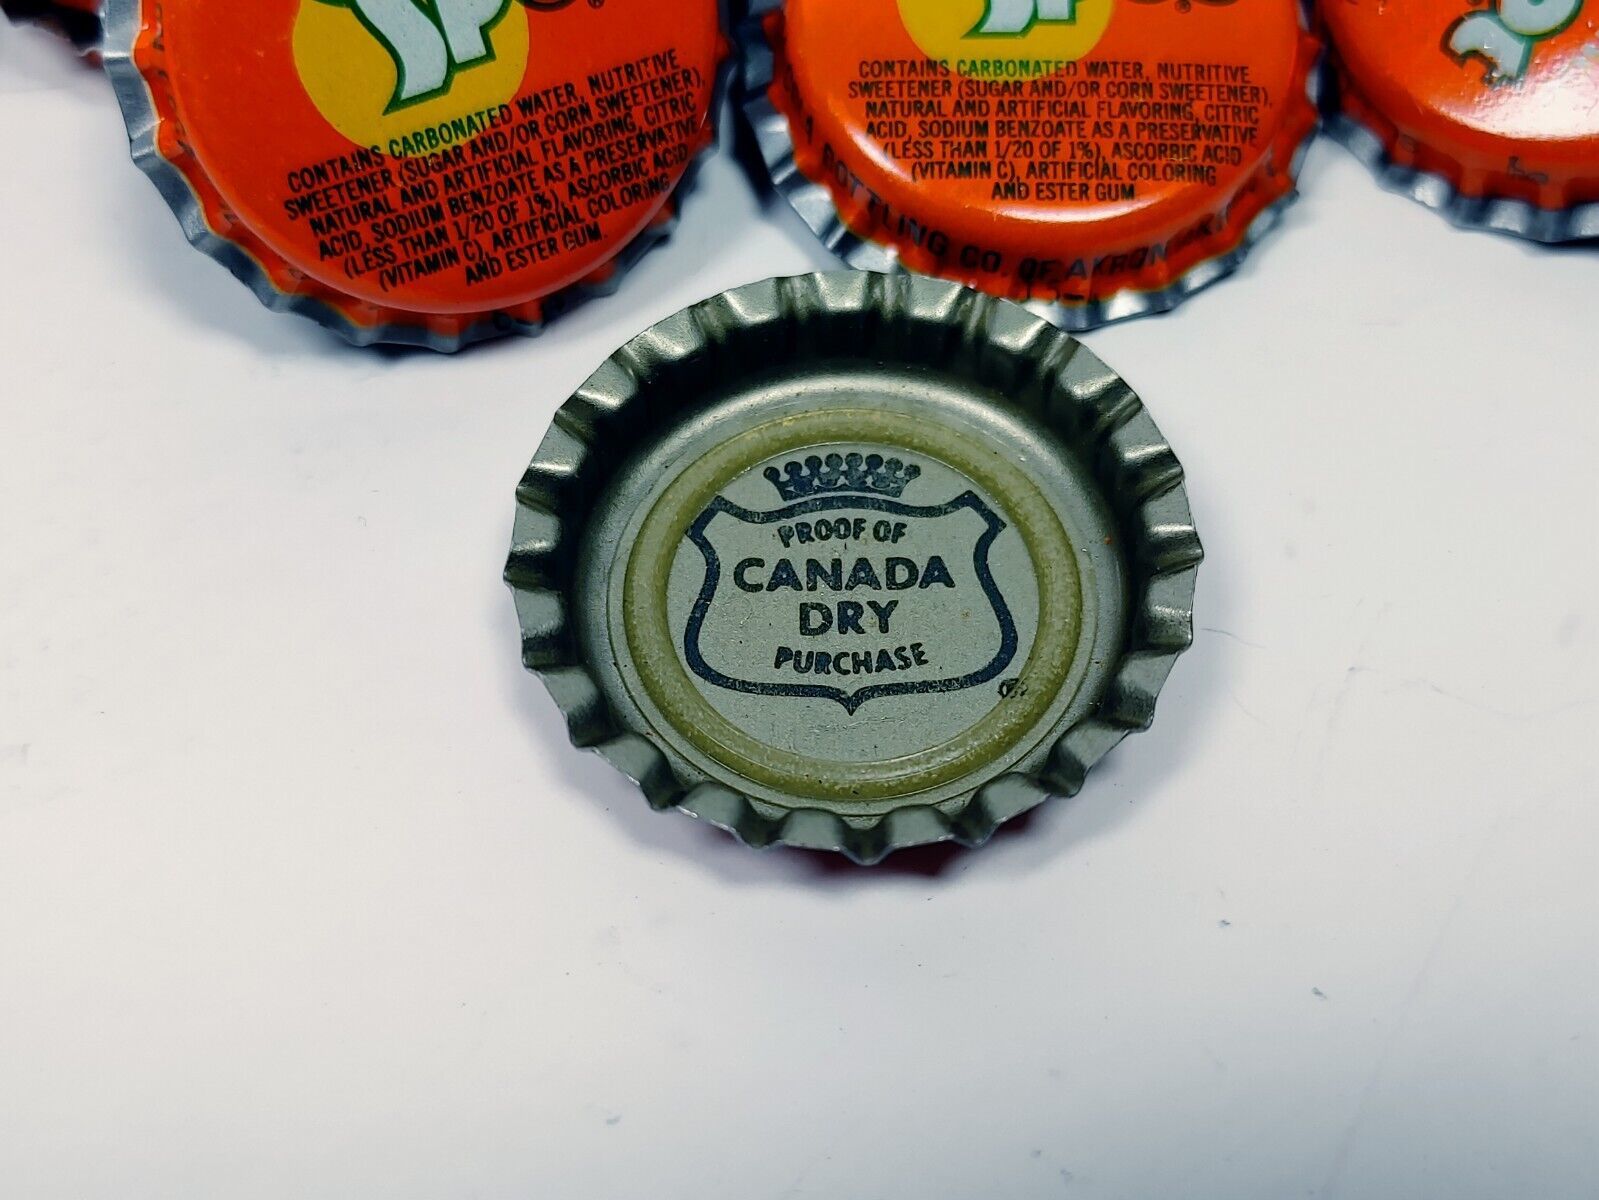 CONTAINS CARBONATED WATER, NUTRITIVE
SWEETENER (SUGAR AND/OR CORN SWEETENER),
NATURAL AND ARTIFICIAL FLAVORING, CITRIC
ACID, SODIUM BENZOATE AS A PRESERVATIVE
(LESS THAN 1/20 OF 1%), ASCORBIC ACID
(VITAMIN C), ARTIFICIAL COLORING
AND ESTER GUM.
CONTAINS CARBONATED WATER, NUTRITIVE
SWEETENER (SUGAR AND/OR CORN SWEETENER),
NATURAL AND ARTIFICIAL FLAVORING, CITRIC
ACID, SODIUM BENZOATE AS A PRESERVATIVE
(LESS THAN 1/20 OF 1%), ASCORBIC ACID
(VITAMIN C), ARTIFICIAL COLORING
AND ESTER GUM
BOTTLING CO. OF AKRON
PROOF OF
CANADA
DRY
PURCHASE